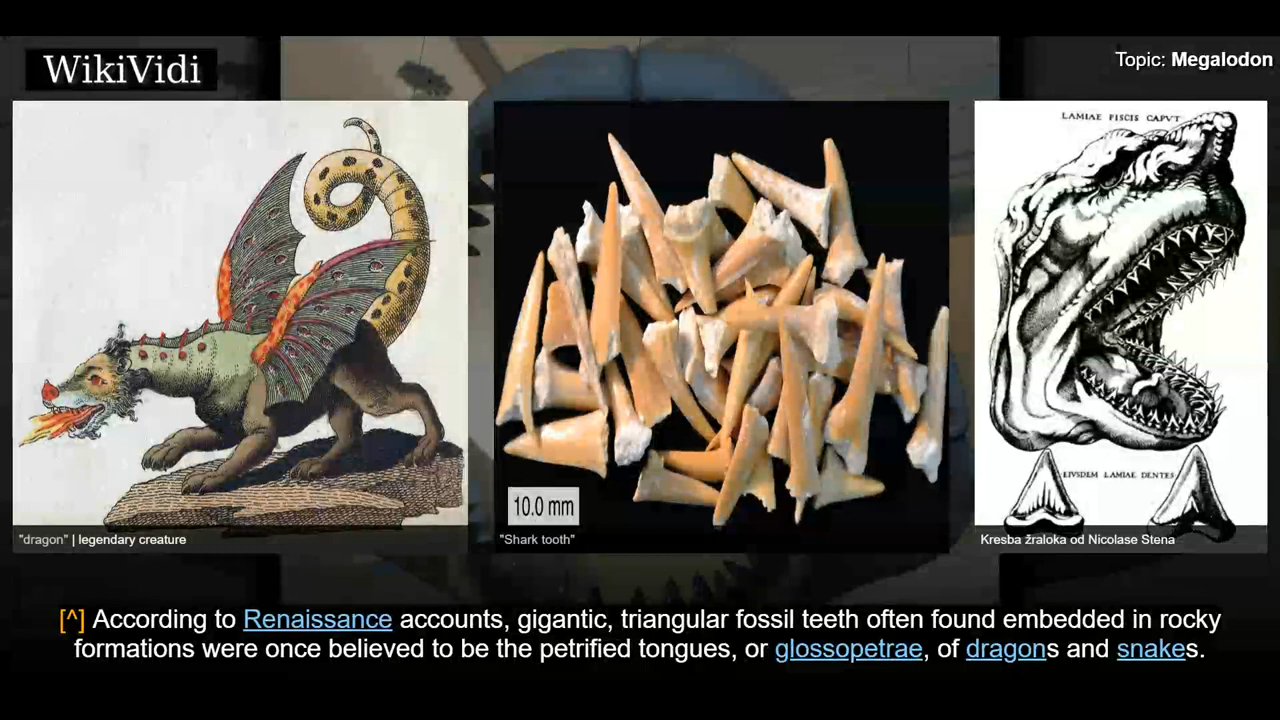 WikiVidi
Topic: Megalodon
LAMIAE PISCIS CAPVT
EIVSDEM LAMIAE DENTES
10.0 mm
"dragon" | legendary creature
"Shark tooth"
Kresba žraloka od Nicolase Stena
[^] According to Renaissance accounts, gigantic, triangular fossil teeth often found embedded in rocky
formations were once believed to be the petrified tongues, or glossopetrae, of dragons and snakes.